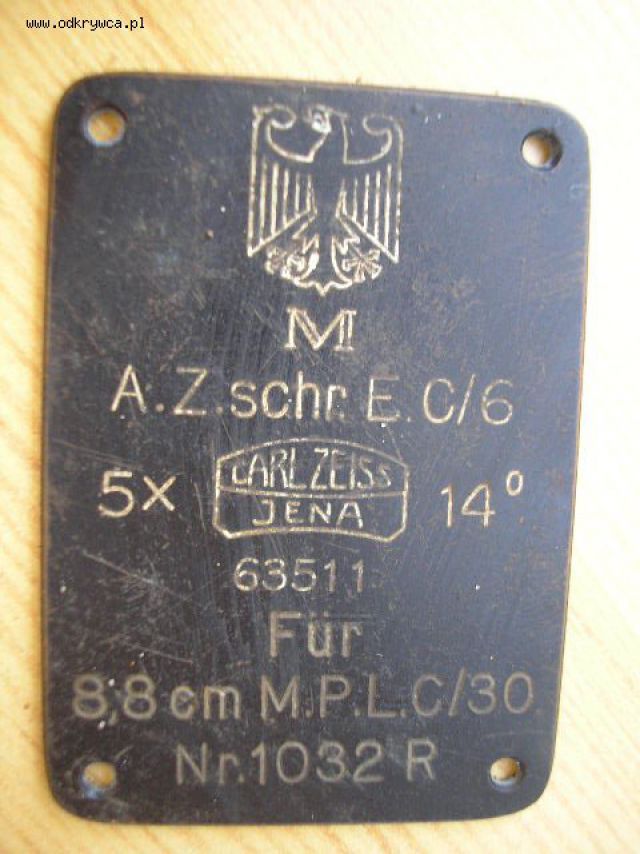 www.odkrywca.pl
M
A.Z.schr. E. C/6
5x CARL ZEISS JENA 14°
63511
Für
8,8 cm M.P.L.C/30
Nr.1032 R